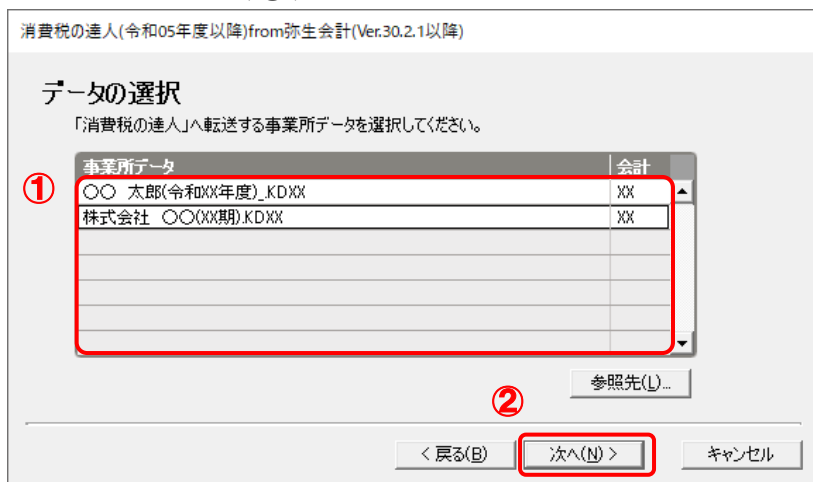 消費税の達人(令和05年度以降)from弥生会計(Ver.30.2.1以降)
データの選択
「消費税の達人」へ転送する事業所データを選択してください。
事業所データ 会計
① 〇〇 太郎(令和XX年度)_KDXX XX
株式会社 〇〇(XX期).KDXX XX
参照先(L)...
②
< 戻る(B) 次へ(N) > キャンセル